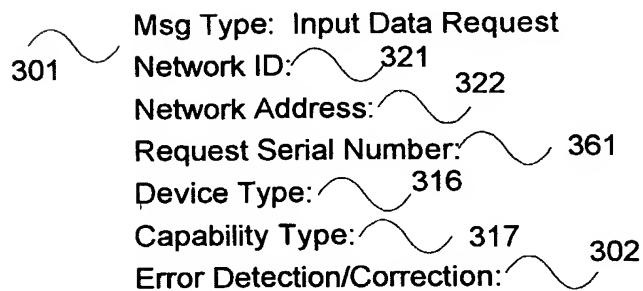 Msg Type: Input Data Request
301
Network ID: 321
Network Address: 322
Request Serial Number: 361
Device Type: 316
Capability Type: 317
Error Detection/Correction: 302